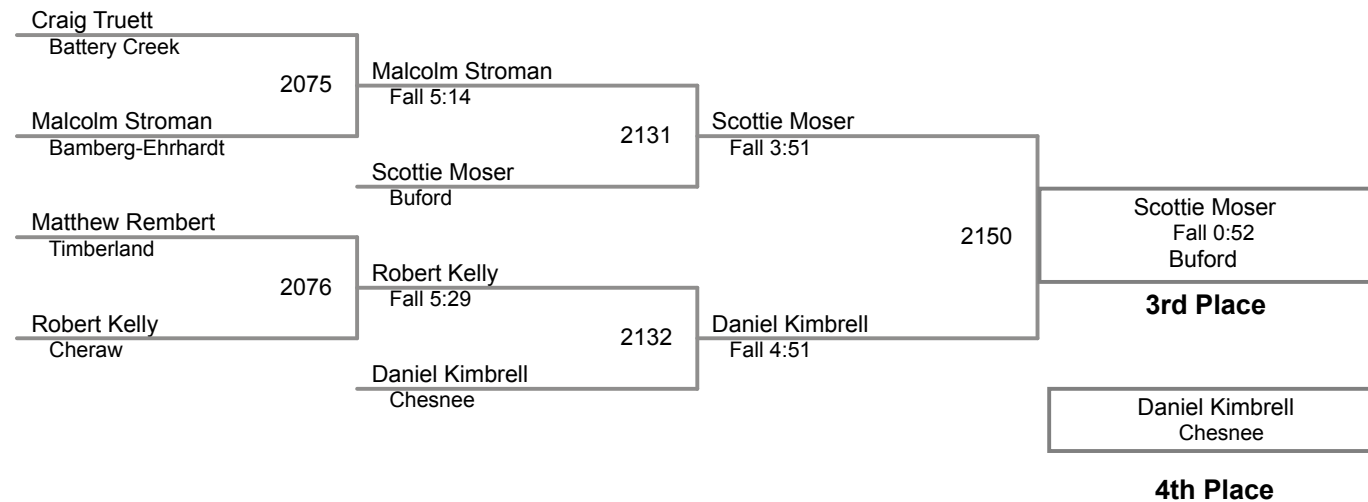 Craig Truett
Battery Creek
2075
Malcolm Stroman
Bamberg-Ehrhardt
Matthew Rembert
Timberland
2076
Robert Kelly
Cheraw
Malcolm Stroman
Fall 5:14
2131
Scottie Moser
Buford
Robert Kelly
Fall 5:29
2132
Daniel Kimbrell
Chesnee
Scottie Moser
Fall 3:51
2150
Daniel Kimbrell
Fall 4:51
Scottie Moser
Fall 0:52
Buford
3rd Place
Daniel Kimbrell
Chesnee
4th Place